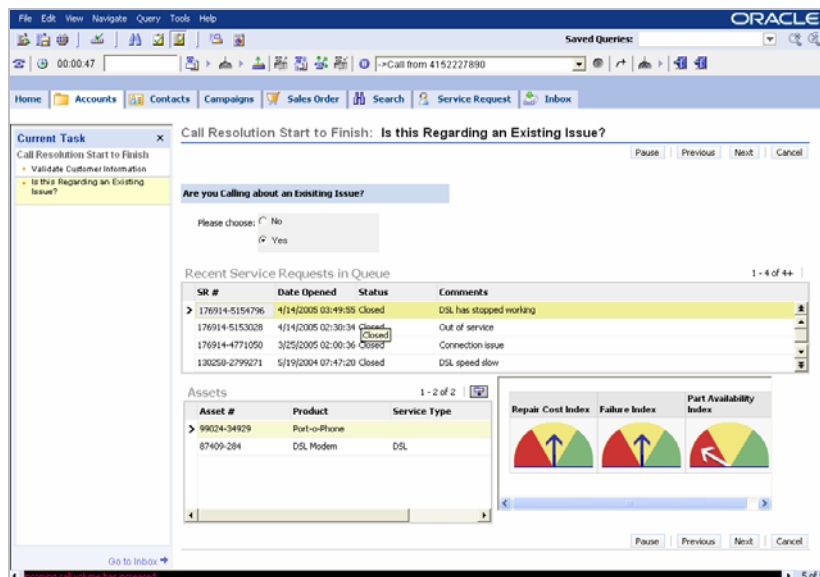 File Edit View Navigate Query Tools Help
ORACLE
Saved Queries:
00:00:47
->Call from 4152227890
Home Accounts Contacts Campaigns Sales Order Search Service Request Inbox
Current Task ×
Call Resolution Start to Finish
Validate Customer Information
Is this Regarding an Existing
Issue?
Go to Inbox
Call Resolution Start to Finish: Is this Regarding an Existing Issue?
Pause Previous Next Cancel
Are you Calling about an Exisiting Issue?
Please choose: No
Yes
Recent Service Requests in Queue 1 - 4 of 4+
SR # Date Opened Status Comments
176914-5154796 4/14/2005 03:49:55 Closed DSL has stopped working
176914-5153028 4/14/2005 02:30:34 Closed Out of service
Closed
176914-4771050 3/25/2005 02:00:36 Closed Connection issue
130258-2799271 5/19/2004 07:47:20 Closed DSL speed slow
Assets 1 - 2 of 2
Asset # Product Service Type
99024-34929 Port-o-Phone
87409-284 DSL Modem DSL
Repair Cost Index Failure Index Part Availability
Index
Pause Previous Next Cancel
5 of